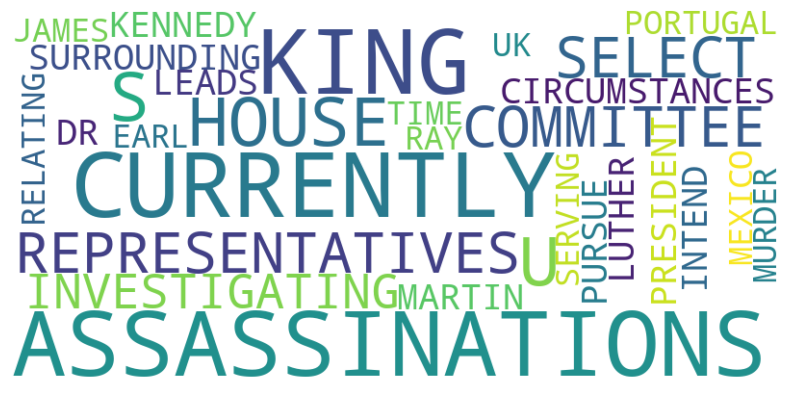 JAMES
KENNEDY
PORTUGAL
SURROUNDING
KING
UK
SELECT
LEADS
S
CIRCUMSTANCES
RELATING
DR
EARL
HOUSE
TIME
RAY
COMMITTEE
CURRENTLY
SERVING
PURSUE
LUTHER
PRESIDENT
INTEND
MEXICO
MURDER
REPRESENTATIVES
U
INVESTIGATING
MARTIN
ASSASSINATIONS